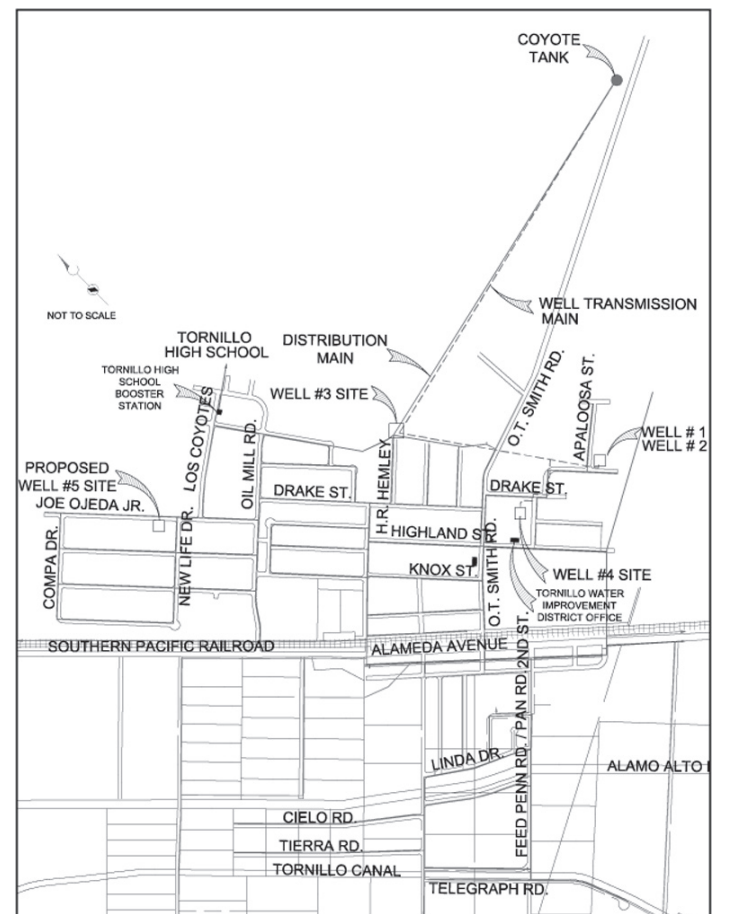 COYOTE
TANK
WELL TRANSMISSION
MAIN
NOT TO SCALE
TORNILLO
HIGH SCHOOL
DISTRIBUTION
MAIN
TORNILLO HIGH
SCHOOL
BOOSTER
STATION
WELL #3 SITE
O.T. SMITH RD.
APALOOSA ST.
WELL # 1
WELL # 2
LOS COYOTES
OIL MILL RD.
H.R. HEMLEY
PROPOSED
WELL #5 SITE
JOE OJEDA JR.
DRAKE ST.
DRAKE ST.
COMPA DR.
NEW LIFE DR.
HIGHLAND ST.
KNOX ST.
O.T. SMITH RD.
WELL #4 SITE
TORNILLO WATER
IMPROVEMENT
DISTRICT OFFICE
SOUTHERN PACIFIC RAILROAD
ALAMEDA AVENUE
FEED PENN RD. / PAN RD. 2ND ST.
LINDA DR.
ALAMO ALTO
CIELO RD.
TIERRA RD.
TORNILLO CANAL
TELEGRAPH RD.